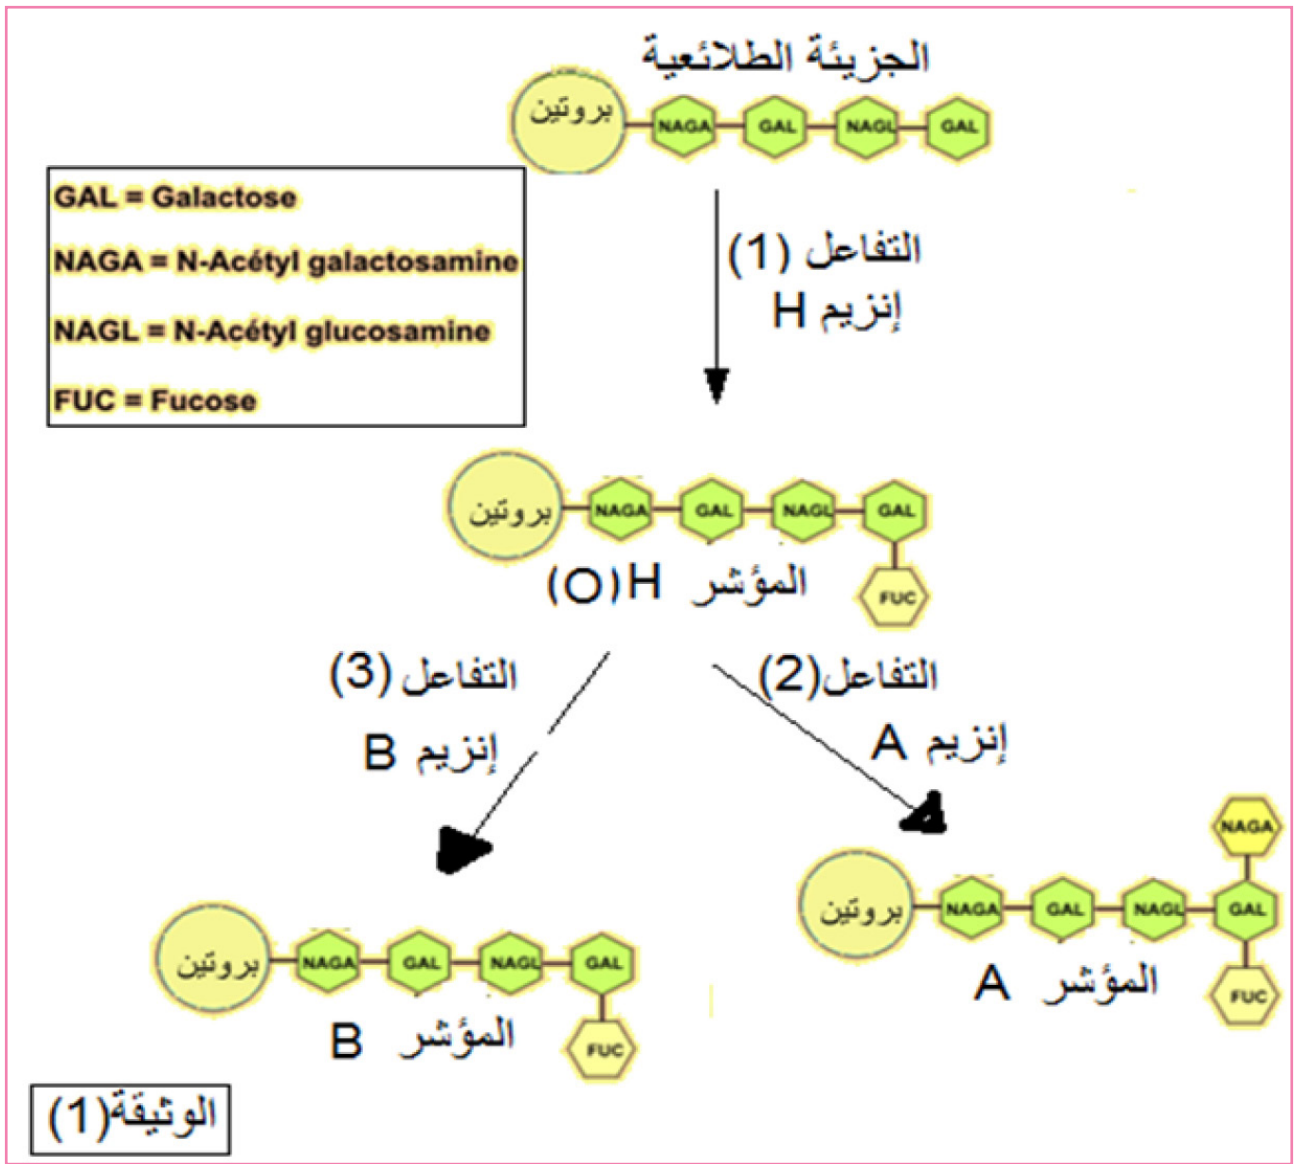 الجزيئة الطلائعية
بروتين NAGA GAL NAGL GAL
GAL = Galactose
NAGA = N-Acétyl galactosamine
NAGL = N-Acétyl glucosamine
FUC = Fucose
التفاعل (1)
إنزيم H
بروتين NAGA GAL NAGL GAL
FUC
المؤشر H(O)
التفاعل (3)
إنزيم B
التفاعل(2)
إنزيم A
NAGA
بروتين NAGA GAL NAGL GAL
FUC
المؤشر A
بروتين NAGA GAL NAGL GAL
FUC
المؤشر B
الوثيقة(1)